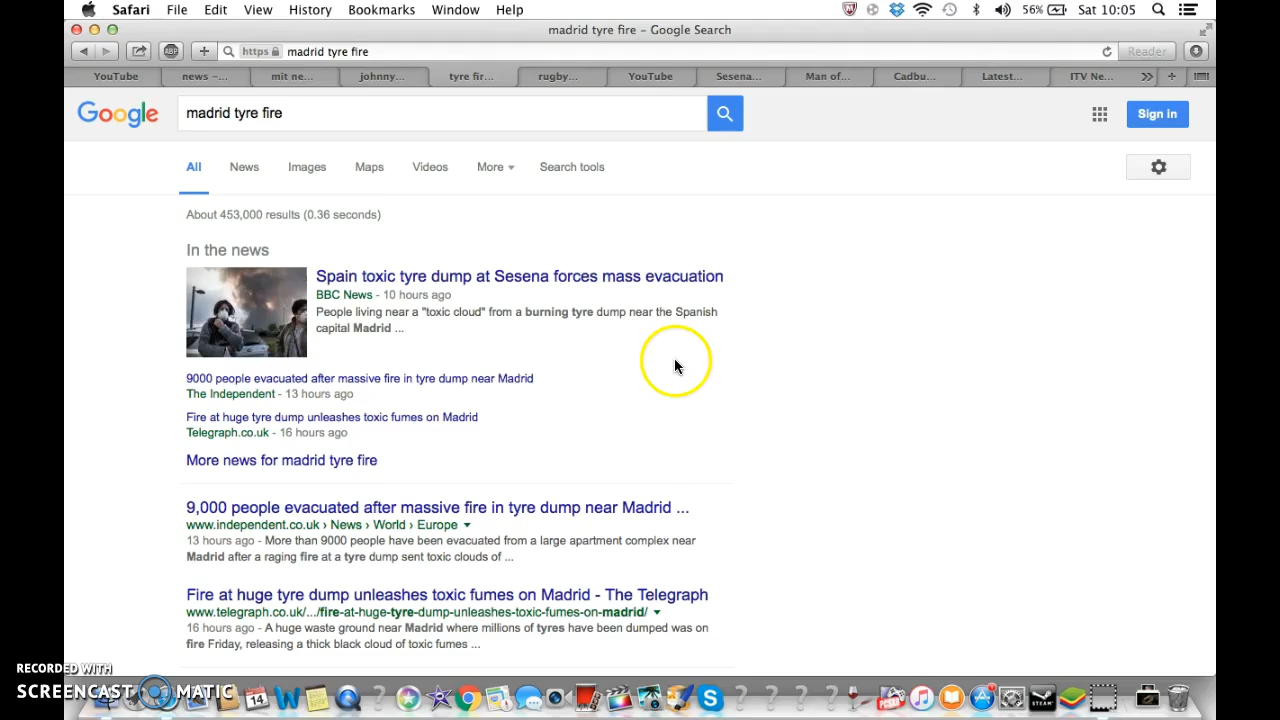 Safari File Edit View History Bookmarks Window Help 56% Sat 10:05
madrid tyre fire – Google Search
ABP + https madrid tyre fire Reader
YouTube news –... mit ne... johnny... tyre fir... rugby... YouTube Sesena... Man of... Cadbu... Latest... ITV Ne... >> +
Google madrid tyre fire Sign in
All News Images Maps Videos More Search tools
About 453,000 results (0.36 seconds)
In the news
Spain toxic tyre dump at Sesena forces mass evacuation
BBC News - 10 hours ago
People living near a "toxic cloud" from a burning tyre dump near the Spanish
capital Madrid ...
9000 people evacuated after massive fire in tyre dump near Madrid
The Independent - 13 hours ago
Fire at huge tyre dump unleashes toxic fumes on Madrid
Telegraph.co.uk - 16 hours ago
More news for madrid tyre fire
9,000 people evacuated after massive fire in tyre dump near Madrid ...
www.independent.co.uk › News › World › Europe
13 hours ago - More than 9000 people have been evacuated from a large apartment complex near
Madrid after a raging fire at a tyre dump sent toxic clouds of ...
Fire at huge tyre dump unleashes toxic fumes on Madrid - The Telegraph
www.telegraph.co.uk/.../fire-at-huge-tyre-dump-unleashes-toxic-fumes-on-madrid/
16 hours ago - A huge waste ground near Madrid where millions of tyres have been dumped was on
fire Friday, releasing a thick black cloud of toxic fumes ...
RECORDED WITH
SCREENCAST MATIC
14 STEAM